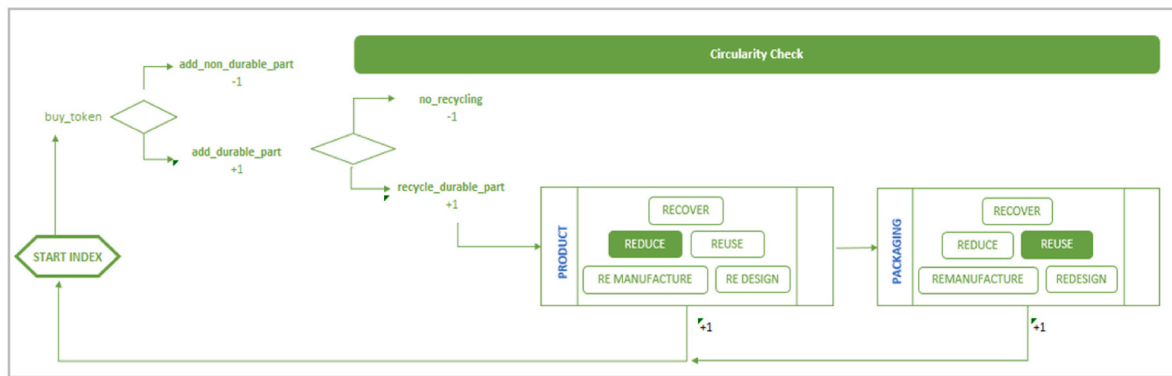 Circularity Check
add_non_durable_part
-1
no_recycling
-1
buy_token
add_durable_part
+1
recycle_durable_part
+1
START INDEX
PRODUCT
RECOVER
REDUCE
REUSE
RE MANUFACTURE
RE DESIGN
+1
PACKAGING
RECOVER
REDUCE
REUSE
REMANUFACTURE
REDESIGN
+1